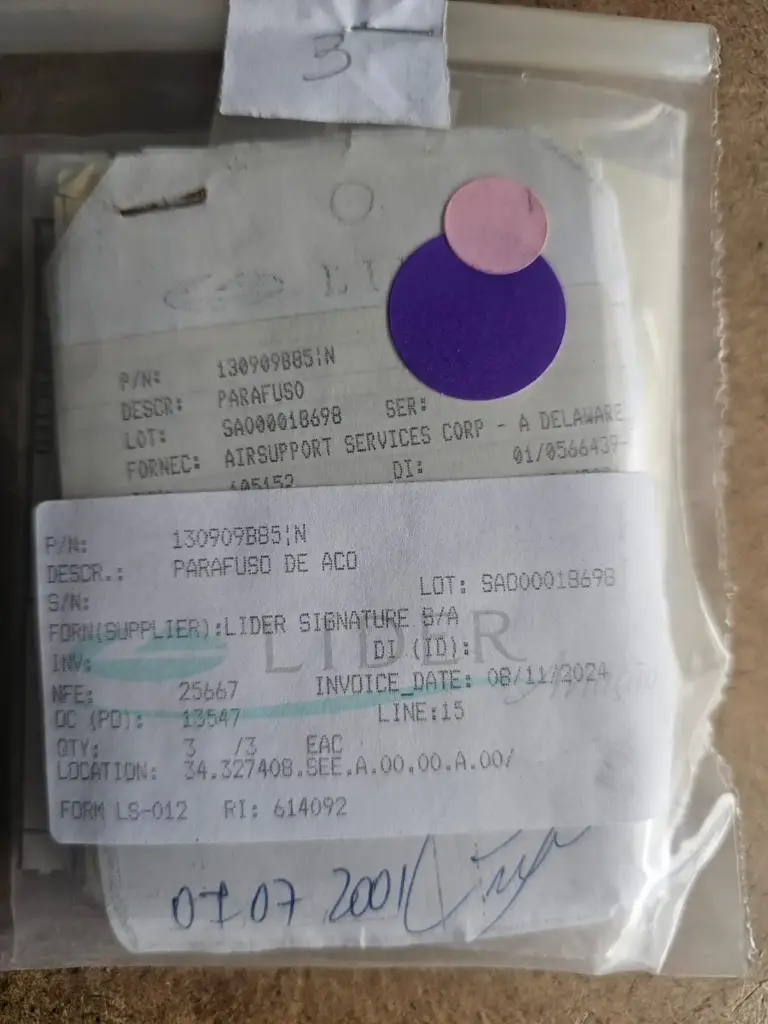 3
P/N: 130909B85|N
DESCR: PARAFUSO
LOT: SA000018698 SER:
FORNEC: AIRSUPPORT SERVICES CORP - A DELAWARE
DI: 01/0566439-
P/N: 130909B85|N
DESCR.: PARAFUSO DE ACO
S/N: LOT: SA000018698
FORN(SUPPLIER):LIDER SIGNATURE S/A
LIDER
INV: DI (ID):
NFE: 25667 INVOICE_DATE: 08/11/2024
OC (PO): 13547 LINE:15
QTY: 3 /3 EAC
LOCATION: 34.327408.SEE.A.00.00.A.00/
FORM LS-012 RI: 614092
07 07 2001